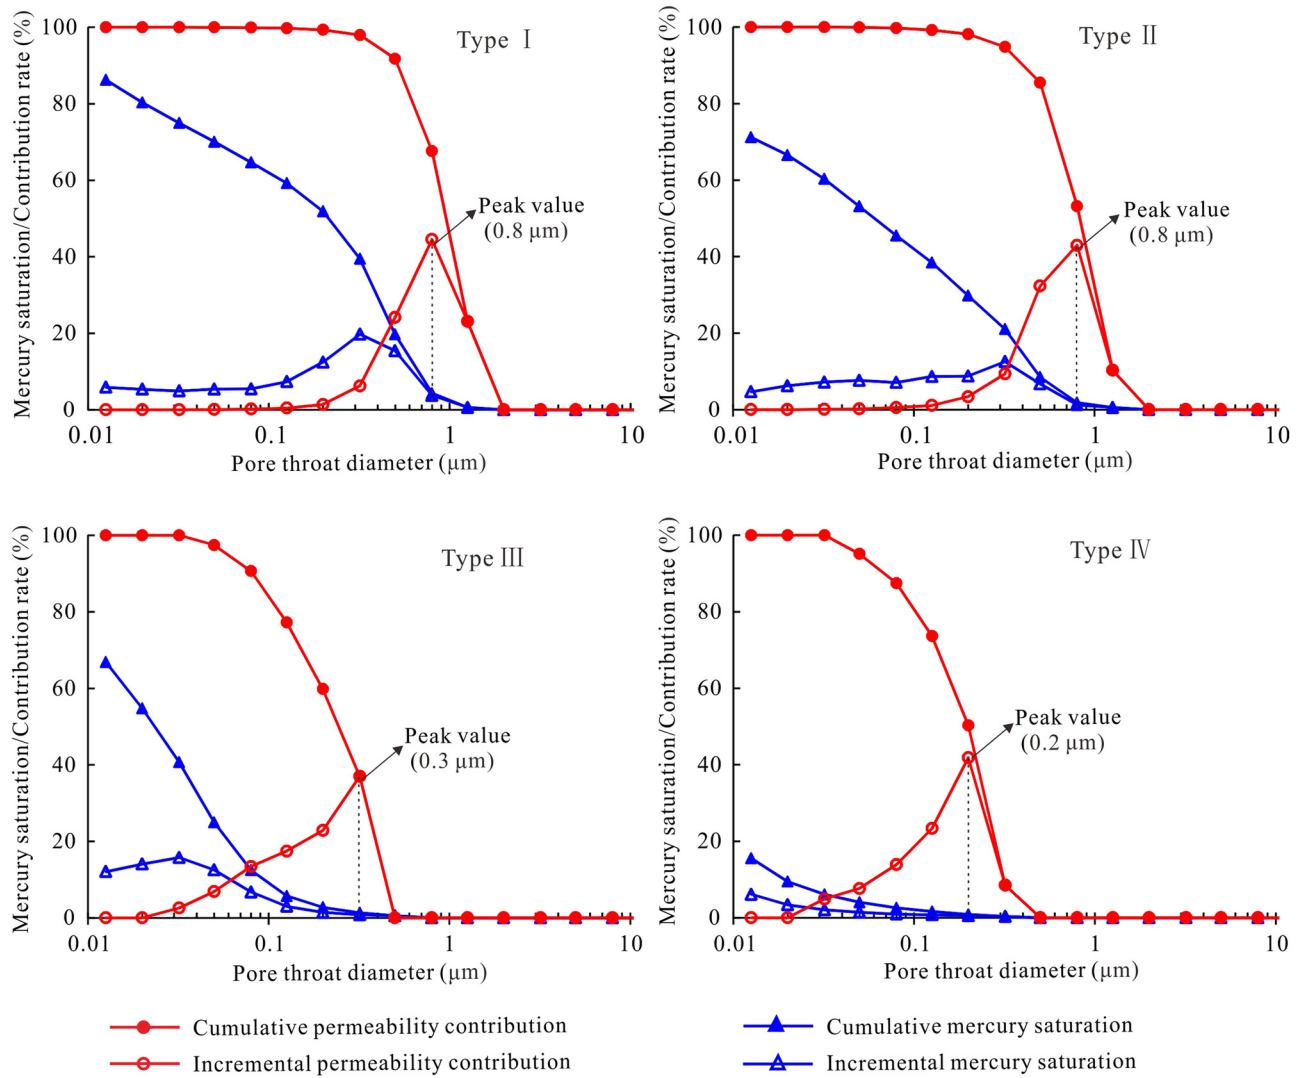 Mercury saturation/Contribution rate (%)
100
80
60
40
20
0
Type Ⅰ
Peak value
(0.8 μm)
0.01
0.1
1
10
Pore throat diameter (μm)
Mercury saturation/Contribution rate (%)
100
80
60
40
20
0
Type Ⅱ
Peak value
(0.8 μm)
0.01
0.1
1
10
Pore throat diameter (μm)
Mercury saturation/Contribution rate (%)
100
80
60
40
20
0
Type Ⅲ
Peak value
(0.3 μm)
0.01
0.1
1
10
Pore throat diameter (μm)
Mercury saturation/Contribution rate (%)
100
80
60
40
20
0
Type Ⅳ
Peak value
(0.2 μm)
0.01
0.1
1
10
Pore throat diameter (μm)
Cumulative permeability contribution
Incremental permeability contribution
Cumulative mercury saturation
Incremental mercury saturation